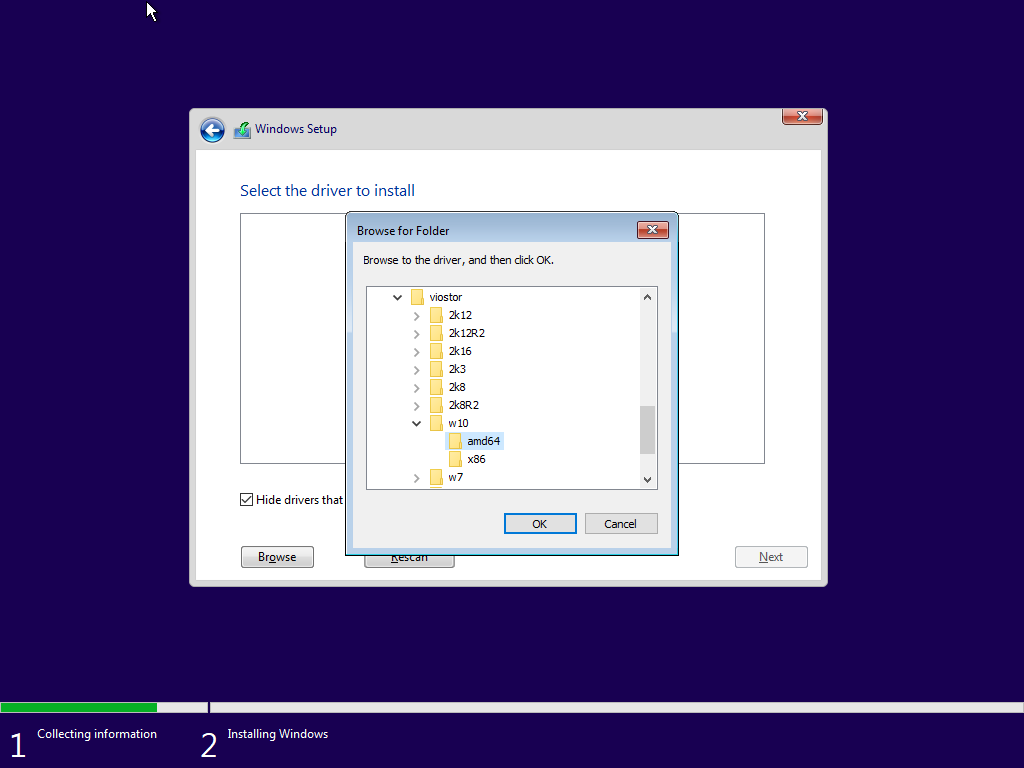 Windows Setup
Select the driver to install
Browse for Folder
Browse to the driver, and then click OK.
viostor
2k12
2k12R2
2k16
2k3
2k8
2k8R2
w10
amd64
x86
w7
OK Cancel
Hide drivers that
Browse Rescan Next
1 Collecting information 2 Installing Windows